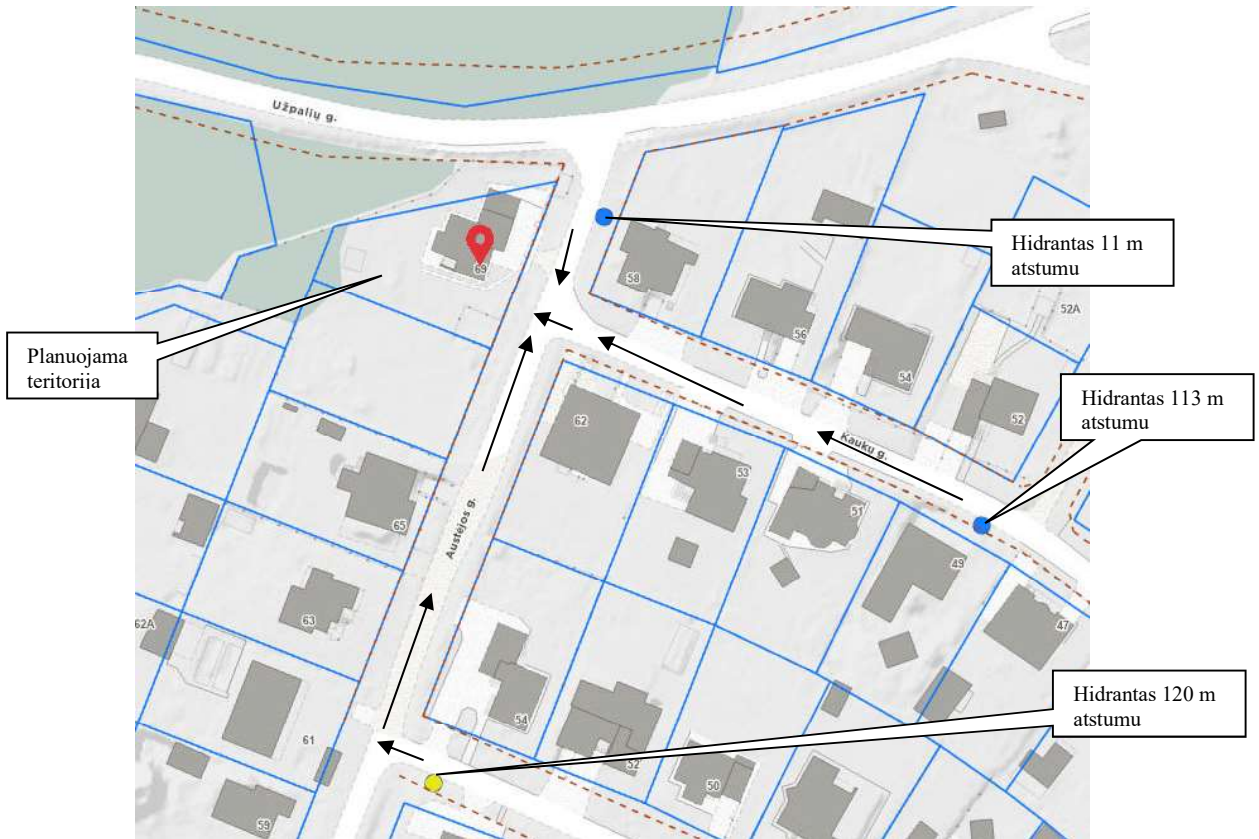 Užpalių g.
Hidrantas 11 m
atstumu
69
58
56
52A
54
52
Planuojama
teritorija
Hidrantas 113 m
atstumu
62
53
Kaukų g.
51
65
Austėjos g.
49
47
63
62A
54
61
52
50
59
Hidrantas 120 m
atstumu